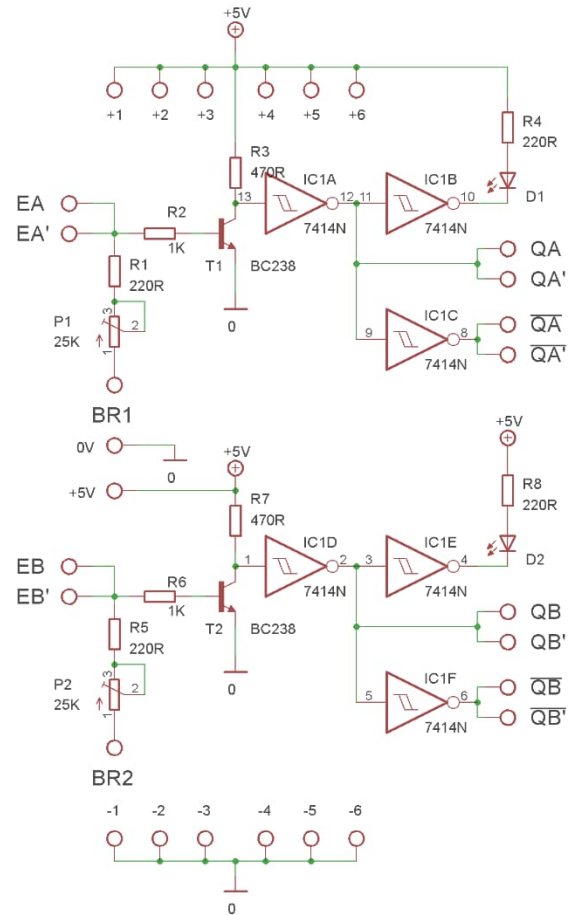 +5V
+1 +2 +3 +4 +5 +6
R4
220R
D1
R3
470R
IC1A
13 12
7414N
IC1B
11 10
7414N
EA
EA'
R2
1K
T1 BC238
0
R1
220R
P1
25K
3
2
1
BR1
QA
QA'
IC1C
9 8
7414N
QA
QA'
0V
0
+5V
+5V
+5V
R8
220R
D2
R7
470R
IC1D
1 2
7414N
IC1E
3 4
7414N
EB
EB'
R6
1K
T2 BC238
0
R5
220R
P2
25K
3
2
1
BR2
QB
QB'
IC1F
5 6
7414N
QB
QB'
-1 -2 -3 -4 -5 -6
0